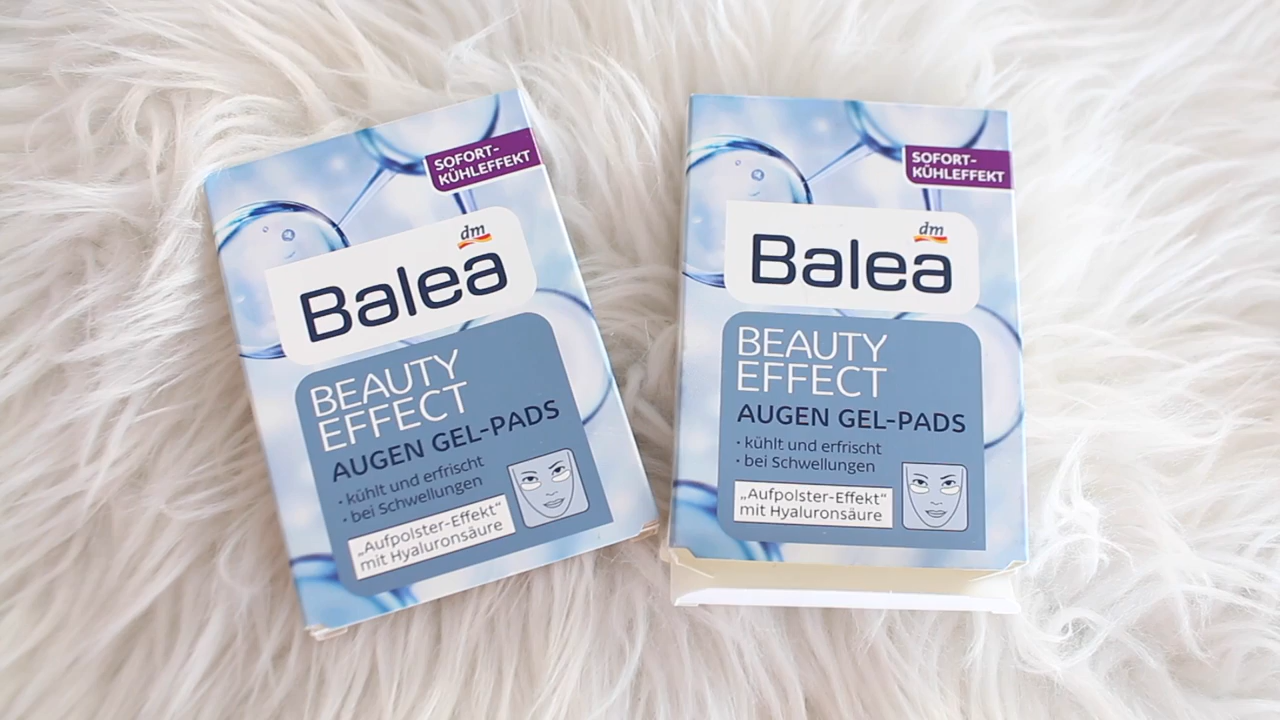 SOFORT-
KÜHLEFFEKT
dm
Balea
BEAUTY
EFFECT
AUGEN GEL-PADS
· kühlt und erfrischt
· bei Schwellungen
„Aufpolster-Effekt“
mit Hyaluronsäure
SOFORT-
KÜHLEFFEKT
dm
Balea
BEAUTY
EFFECT
AUGEN GEL-PADS
· kühlt und erfrischt
· bei Schwellungen
„Aufpolster-Effekt“
mit Hyaluronsäure